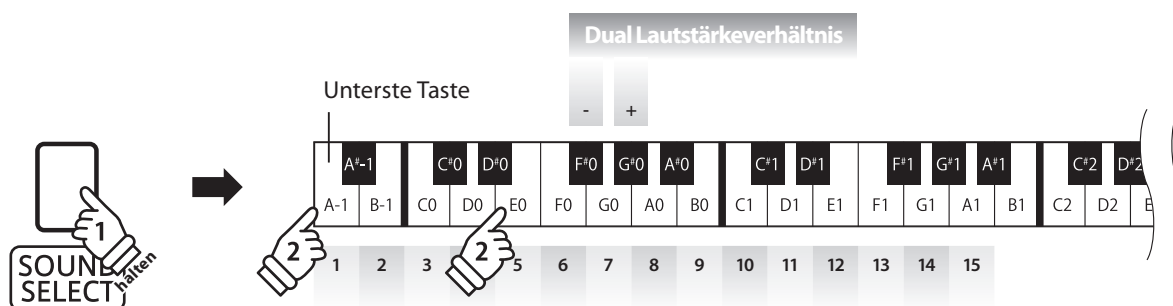 Dual Lautstärkeverhältnis
Unterste Taste
- +
A#-1 C#0 D#0 F#0 G#0 A#0 C#1 D#1 F#1 G#1 A#1 C#2 D#2
A-1 B-1 C0 D0 E0 F0 G0 A0 B0 C1 D1 E1 F1 G1 A1 B1 C2 D2
1
2 2
1 2 3 5 6 7 8 9 10 11 12 13 14 15
SOUND
SELECT
halten